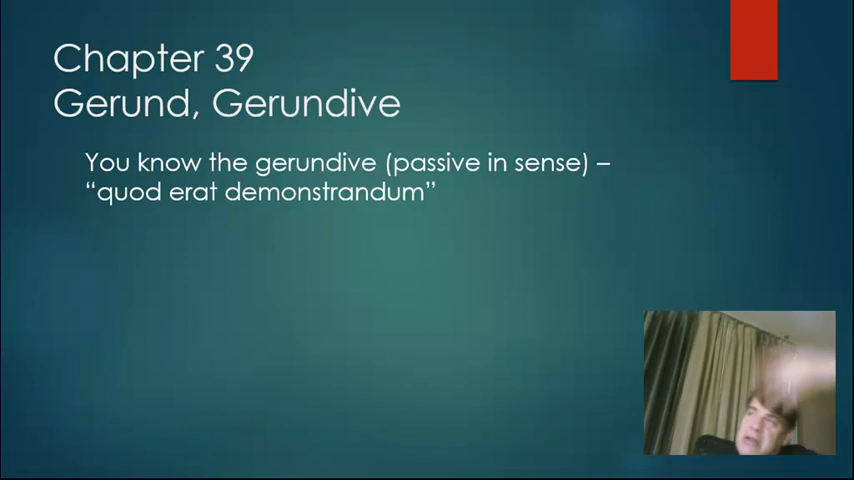 Chapter 39
Gerund, Gerundive
You know the gerundive (passive in sense) –
“quod erat demonstrandum”